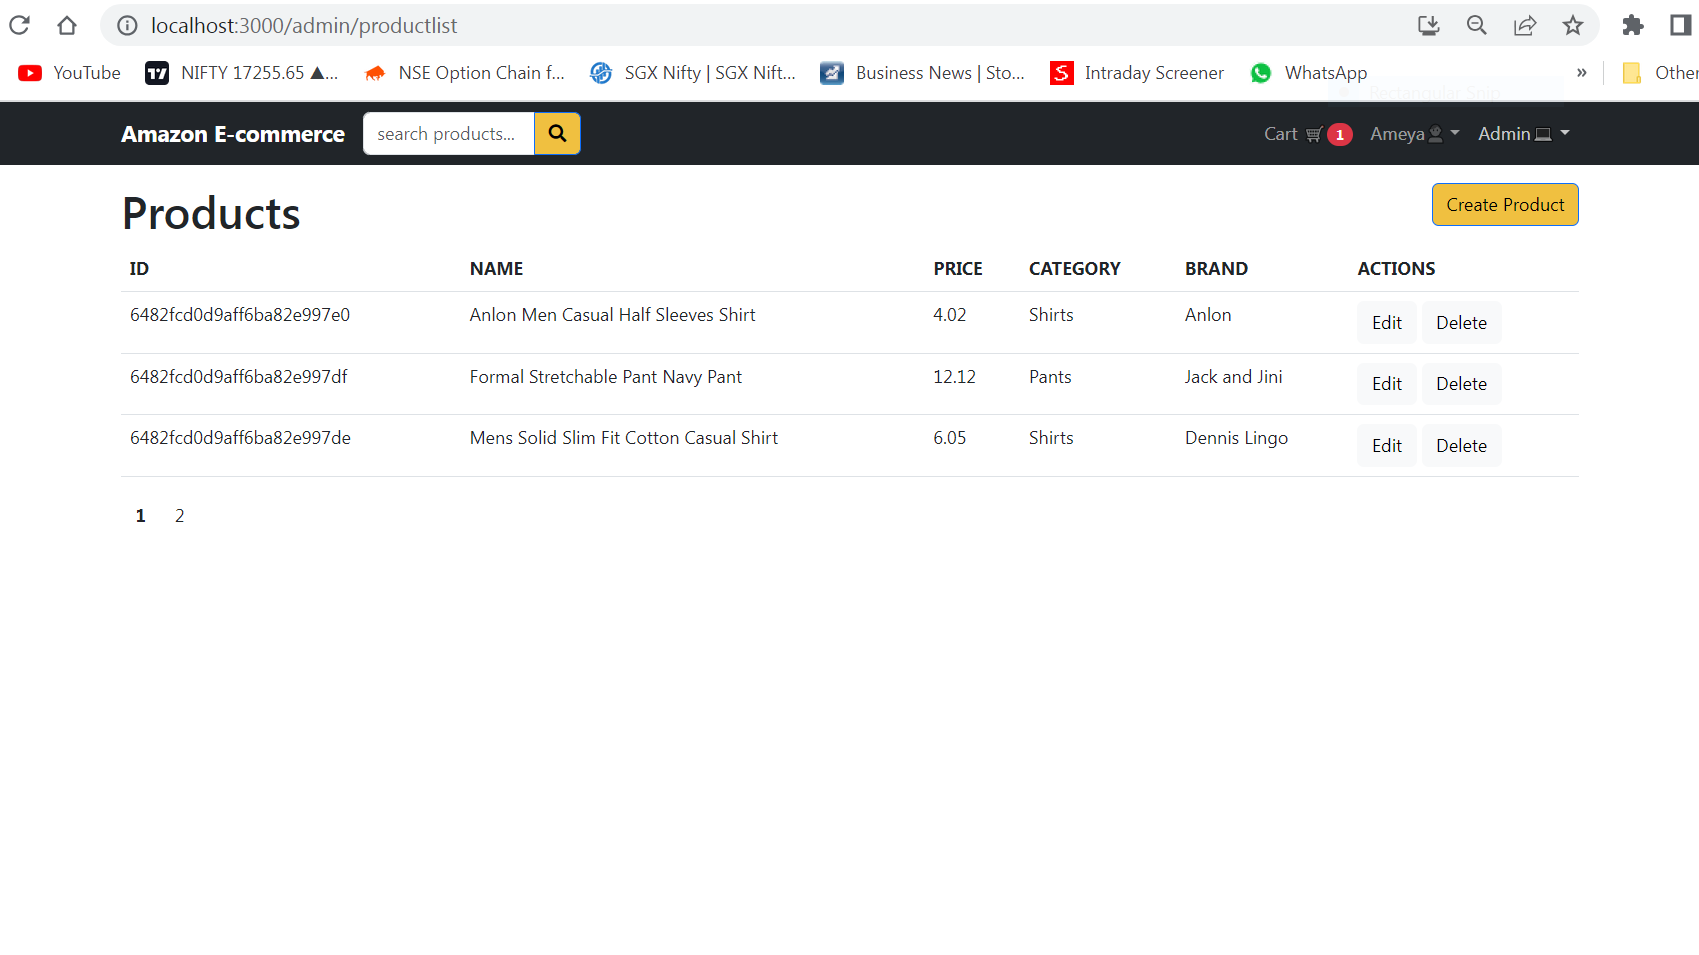 localhost:3000/admin/productlist
YouTube NIFTY 17255.65 ▲... NSE Option Chain f... SGX Nifty | SGX Nift... Business News | Sto... Intraday Screener WhatsApp » Other
Rectangular Snip
Amazon E-commerce search products... Cart 1 Ameya Admin
Products Create Product
ID NAME PRICE CATEGORY BRAND ACTIONS
6482fcd0d9aff6ba82e997e0 Anlon Men Casual Half Sleeves Shirt 4.02 Shirts Anlon Edit Delete
6482fcd0d9aff6ba82e997df Formal Stretchable Pant Navy Pant 12.12 Pants Jack and Jini Edit Delete
6482fcd0d9aff6ba82e997de Mens Solid Slim Fit Cotton Casual Shirt 6.05 Shirts Dennis Lingo Edit Delete
1 2